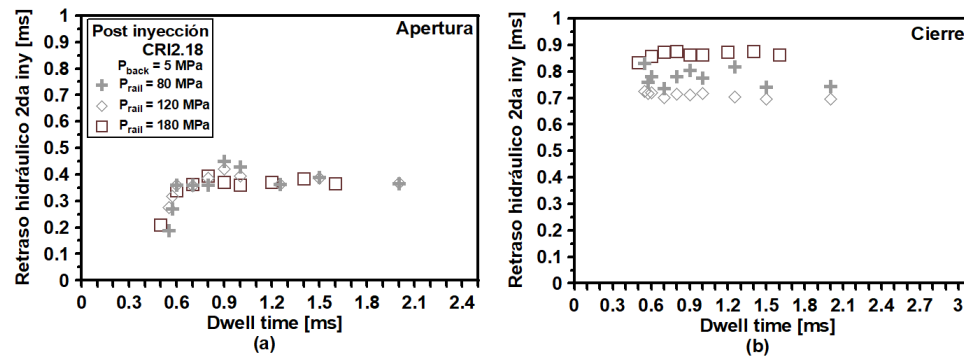 Retraso hidráulico 2da iny [ms]
1
0.9
0.8
0.7
0.6
0.5
0.4
0.3
0.2
0.1
0
Post inyección
CRI2.18
Pback = 5 MPa
Prail = 80 MPa
Prail = 120 MPa
Prail = 180 MPa
Apertura
0 0.3 0.6 0.9 1.2 1.5 1.8 2.1 2.4
Dwell time [ms]
(a)
Retraso hidráulico 2da iny [ms]
1
0.9
0.8
0.7
0.6
0.5
0.4
0.3
0.2
0.1
0
Cierre
0 0.3 0.6 0.9 1.2 1.5 1.8 2.1 2.4 2.7 3
Dwell time [ms]
(b)